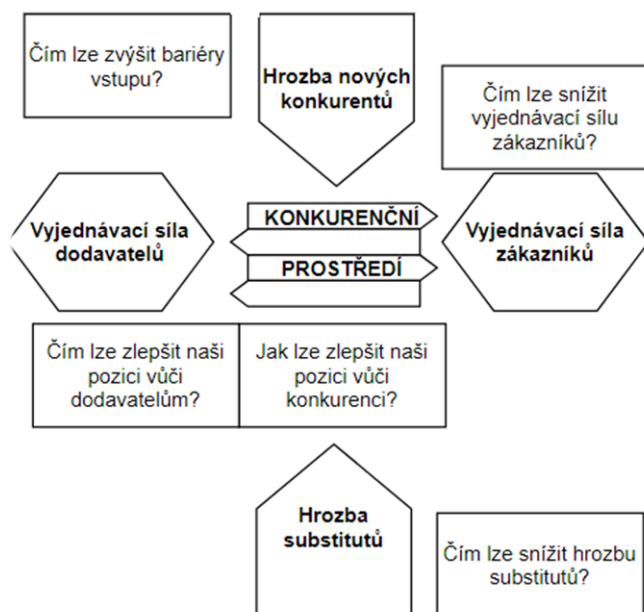 Čím lze zvýšit bariéry
vstupu?
Hrozba nových
konkurentů
Čím lze snížit
vyjednávací sílu
zákazníků?
Vyjednávací síla
dodavatelů
KONKURENČNÍ
PROSTŘEDÍ
Vyjednávací síla
zákazníků
Čím lze zlepšit naši
pozici vůči
dodavatelům?
Jak lze zlepšit naši
pozici vůči
konkurenci?
Hrozba
substitutů
Čím lze snížit hrozbu
substitutů?